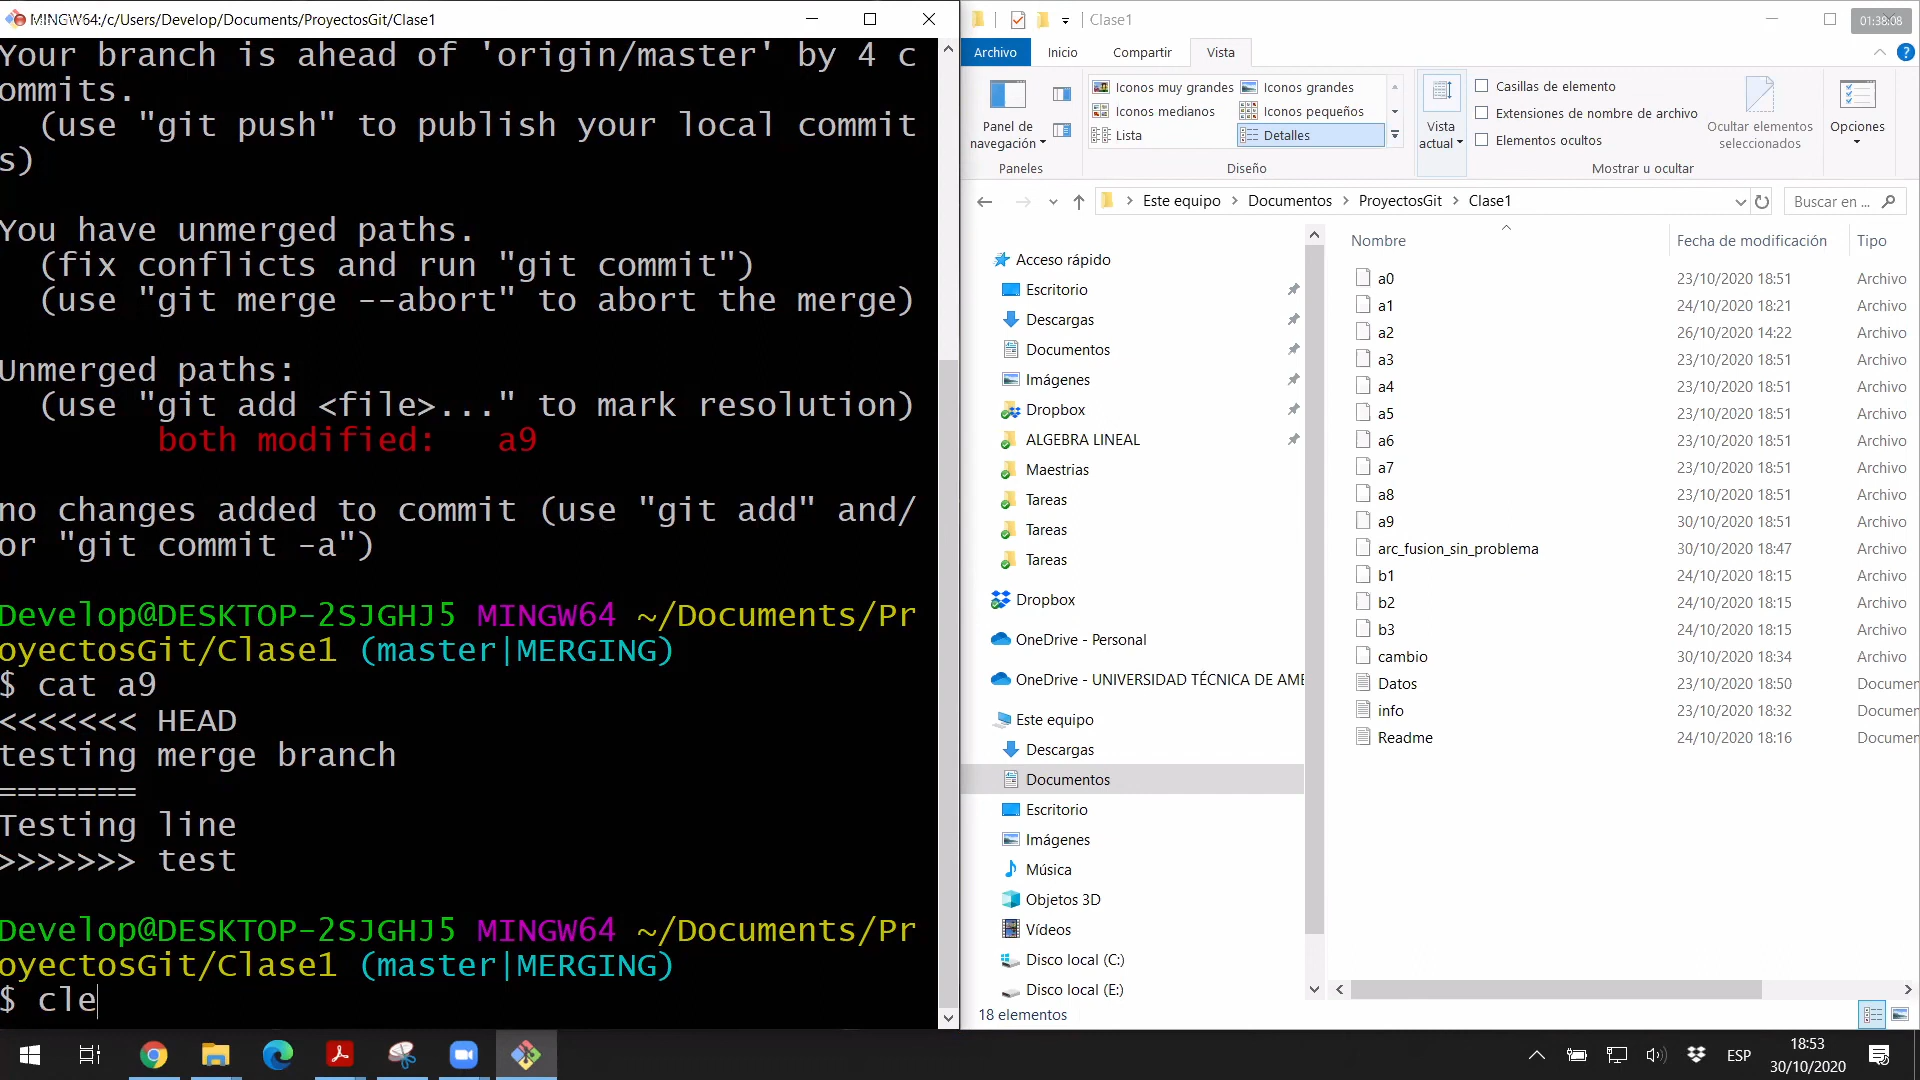 MINGW64:/c/Users/Develop/Documents/ProyectosGit/Clase1
Your branch is ahead of 'origin/master' by 4 c
ommits.
  (use "git push" to publish your local commit
s)
You have unmerged paths.
  (fix conflicts and run "git commit")
  (use "git merge --abort" to abort the merge)
Unmerged paths:
  (use "git add <file>..." to mark resolution)
        both modified:   a9
no changes added to commit (use "git add" and/
or "git commit -a")
Develop@DESKTOP-2SJGHJ5 MINGW64 ~/Documents/Pr
oyectosGit/Clase1 (master|MERGING)
$ cat a9
<<<<<<< HEAD
testing merge branch
=======
Testing line
>>>>>>> test
Develop@DESKTOP-2SJGHJ5 MINGW64 ~/Documents/Pr
oyectosGit/Clase1 (master|MERGING)
$ cle
Clase1
01:38:08
Archivo Inicio Compartir Vista
Panel de
navegación
Paneles
Iconos muy grandes Iconos grandes
Iconos medianos Iconos pequeños
Lista Detalles
Diseño
Vista
actual
Casillas de elemento
Extensiones de nombre de archivo
Elementos ocultos
Ocultar elementos
seleccionados
Mostrar u ocultar
Opciones
Este equipo > Documentos > ProyectosGit > Clase1
Buscar en ...
Acceso rápido
Escritorio
Descargas
Documentos
Imágenes
Dropbox
ALGEBRA LINEAL
Maestrias
Tareas
Tareas
Tareas
Dropbox
OneDrive - Personal
OneDrive - UNIVERSIDAD TÉCNICA DE AME
Este equipo
Descargas
Documentos
Escritorio
Imágenes
Música
Objetos 3D
Vídeos
Disco local (C:)
Disco local (E:)
Nombre Fecha de modificación Tipo
a0 23/10/2020 18:51 Archivo
a1 24/10/2020 18:21 Archivo
a2 26/10/2020 14:22 Archivo
a3 23/10/2020 18:51 Archivo
a4 23/10/2020 18:51 Archivo
a5 23/10/2020 18:51 Archivo
a6 23/10/2020 18:51 Archivo
a7 23/10/2020 18:51 Archivo
a8 23/10/2020 18:51 Archivo
a9 30/10/2020 18:51 Archivo
arc_fusion_sin_problema 30/10/2020 18:47 Archivo
b1 24/10/2020 18:15 Archivo
b2 24/10/2020 18:15 Archivo
b3 24/10/2020 18:15 Archivo
cambio 30/10/2020 18:34 Archivo
Datos 23/10/2020 18:50 Documen
info 23/10/2020 18:32 Documen
Readme 24/10/2020 18:16 Documen
18 elementos
ESP
18:53
30/10/2020